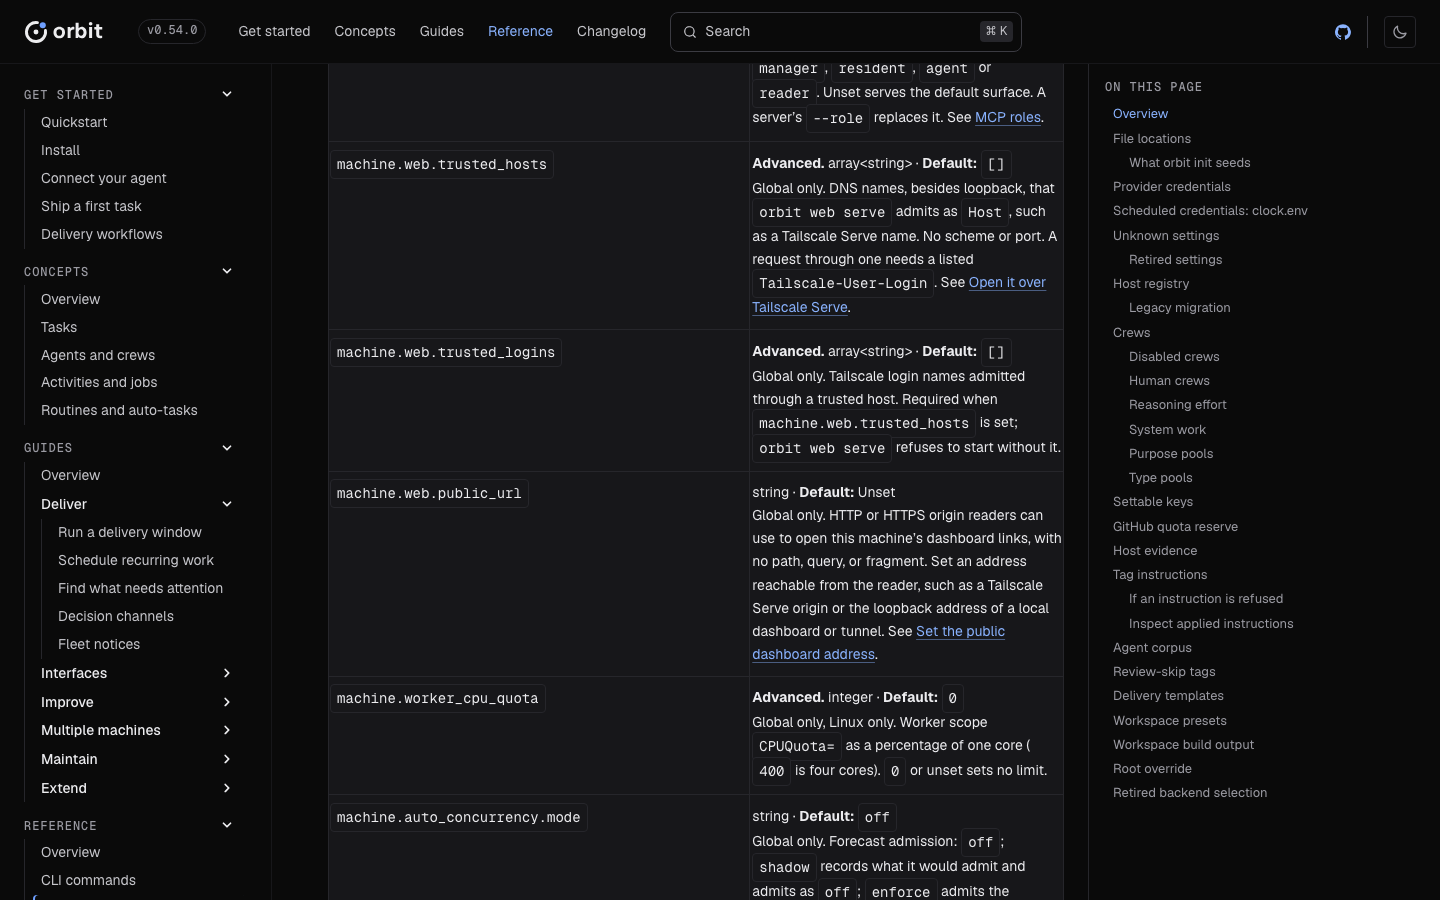 orbit
v0.54.0
Get started
Concepts
Guides
Reference
Changelog
Search
⌘ K
GET STARTED
Quickstart
Install
Connect your agent
Ship a first task
Delivery workflows
CONCEPTS
Overview
Tasks
Agents and crews
Activities and jobs
Routines and auto-tasks
GUIDES
Overview
Deliver
Run a delivery window
Schedule recurring work
Find what needs attention
Decision channels
Fleet notices
Interfaces
Improve
Multiple machines
Maintain
Extend
REFERENCE
Overview
CLI commands
manager, resident, agent or
reader. Unset serves the default surface. A
server's --role replaces it. See MCP roles.
machine.web.trusted_hosts
Advanced. array<string> · Default: []
Global only. DNS names, besides loopback, that
orbit web serve admits as Host, such
as a Tailscale Serve name. No scheme or port. A
request through one needs a listed
Tailscale-User-Login. See Open it over
Tailscale Serve.
machine.web.trusted_logins
Advanced. array<string> · Default: []
Global only. Tailscale login names admitted
through a trusted host. Required when
machine.web.trusted_hosts is set;
orbit web serve refuses to start without it.
machine.web.public_url
string · Default: Unset
Global only. HTTP or HTTPS origin readers can
use to open this machine's dashboard links, with
no path, query, or fragment. Set an address
reachable from the reader, such as a Tailscale
Serve origin or the loopback address of a local
dashboard or tunnel. See Set the public
dashboard address.
machine.worker_cpu_quota
Advanced. integer · Default: 0
Global only, Linux only. Worker scope
CPUQuota= as a percentage of one core (
400 is four cores). 0 or unset sets no limit.
machine.auto_concurrency.mode
string · Default: off
Global only. Forecast admission: off;
shadow records what it would admit and
admits as off; enforce admits the
ON THIS PAGE
Overview
File locations
What orbit init seeds
Provider credentials
Scheduled credentials: clock.env
Unknown settings
Retired settings
Host registry
Legacy migration
Crews
Disabled crews
Human crews
Reasoning effort
System work
Purpose pools
Type pools
Settable keys
GitHub quota reserve
Host evidence
Tag instructions
If an instruction is refused
Inspect applied instructions
Agent corpus
Review-skip tags
Delivery templates
Workspace presets
Workspace build output
Root override
Retired backend selection